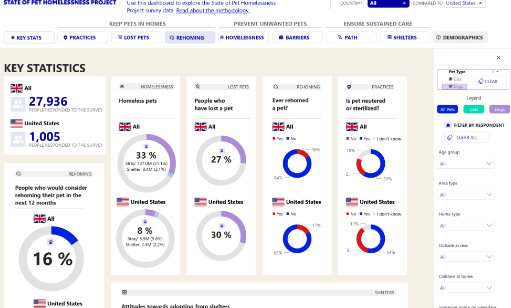 STATE OF PET HOMELESSNESS PROJECT
Use this dashboard to explore the State of Pet Homelessness
Project survey data. Read about the methodology.
COUNTRY
All
COMPARED TO
United States
KEEP PETS IN HOMES
PREVENT UNWANTED PETS
ENSURE SUSTAINED CARE
KEY STATS
PRACTICES
LOST PETS
REHOMING
HOMELESSNESS
BARRIERS
PATH
SHELTERS
DEMOGRAPHICS
KEY STATISTICS
All
27,936
PEOPLE RESPONDED TO THE SURVEY
United States
1,005
PEOPLE RESPONDED TO THE SURVEY
REHOMING
People who would consider
rehoming their pet in the
next 12 months
All
16 %
United States
HOMELESSNESS
Homeless pets
All
33 %
United States
8 %
LOST PETS
People who
have lost a pet
All
27 %
United States
30 %
REHOMING
Ever rehomed
a pet?
All
Yes No
16%
84%
United States
Yes No
17%
83%
PRACTICES
Is pet neutered
or sterilized?
All
Yes No I don't know
United States
Yes No I don't know
SHELTERS
Attitudes towards adopting from shelters
Pet Type
Cats
Dogs
CLEAR
Legend
All Pets
Cats
Dogs
FILTER BY RESPONDENT
CLEAR ALL
Age group
All
Area type
All
Home type
All
Outside access
All
Children at home
All